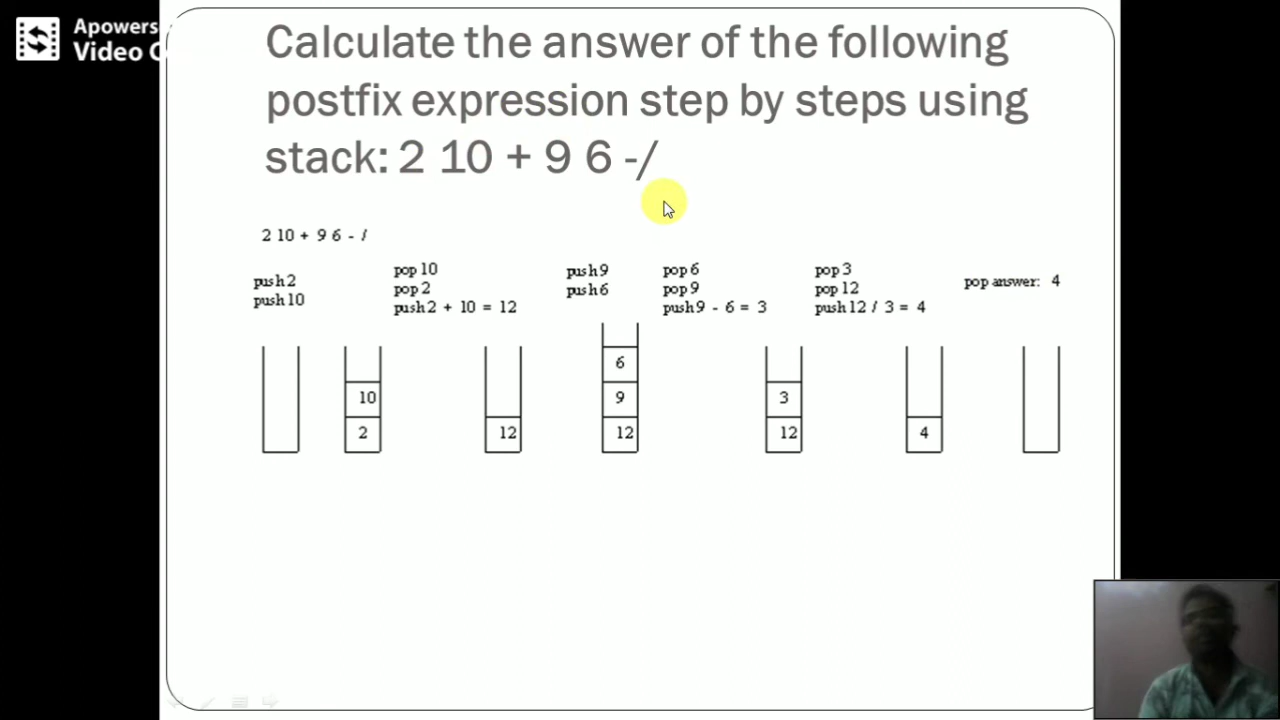 Apowers
Video C
Calculate the answer of the following
postfix expression step by steps using
stack: 2 10 + 9 6 -/
2 10 + 9 6 - /
push 2
push 10
pop 10
pop 2
push 2 + 10 = 12
push 9
push 6
pop 6
pop 9
push 9 - 6 = 3
pop 3
pop 12
push 12 / 3 = 4
pop answer: 4
10
2
12
6
9
12
3
12
4